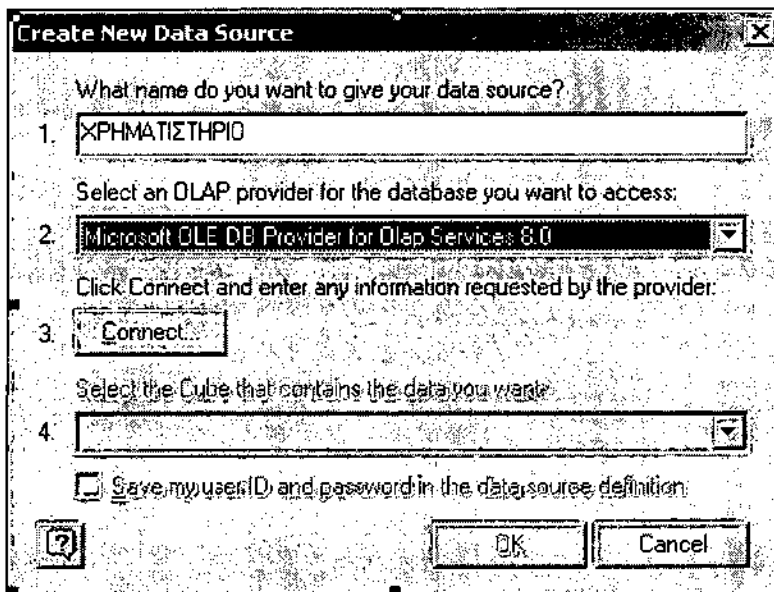 Create New Data Source
What name do you want to give your data source?
1. ΧΡΗΜΑΤΙΣΤΗΡΙΟ
Select an OLAP provider for the database you want to access:
2. Microsoft OLE DB Provider for Olap Services 8.0
Click Connect and enter any information requested by the provider:
3. Connect...
Select the Cube that contains the data you want:
4.
Save my user ID and password in the data source definition
OK Cancel